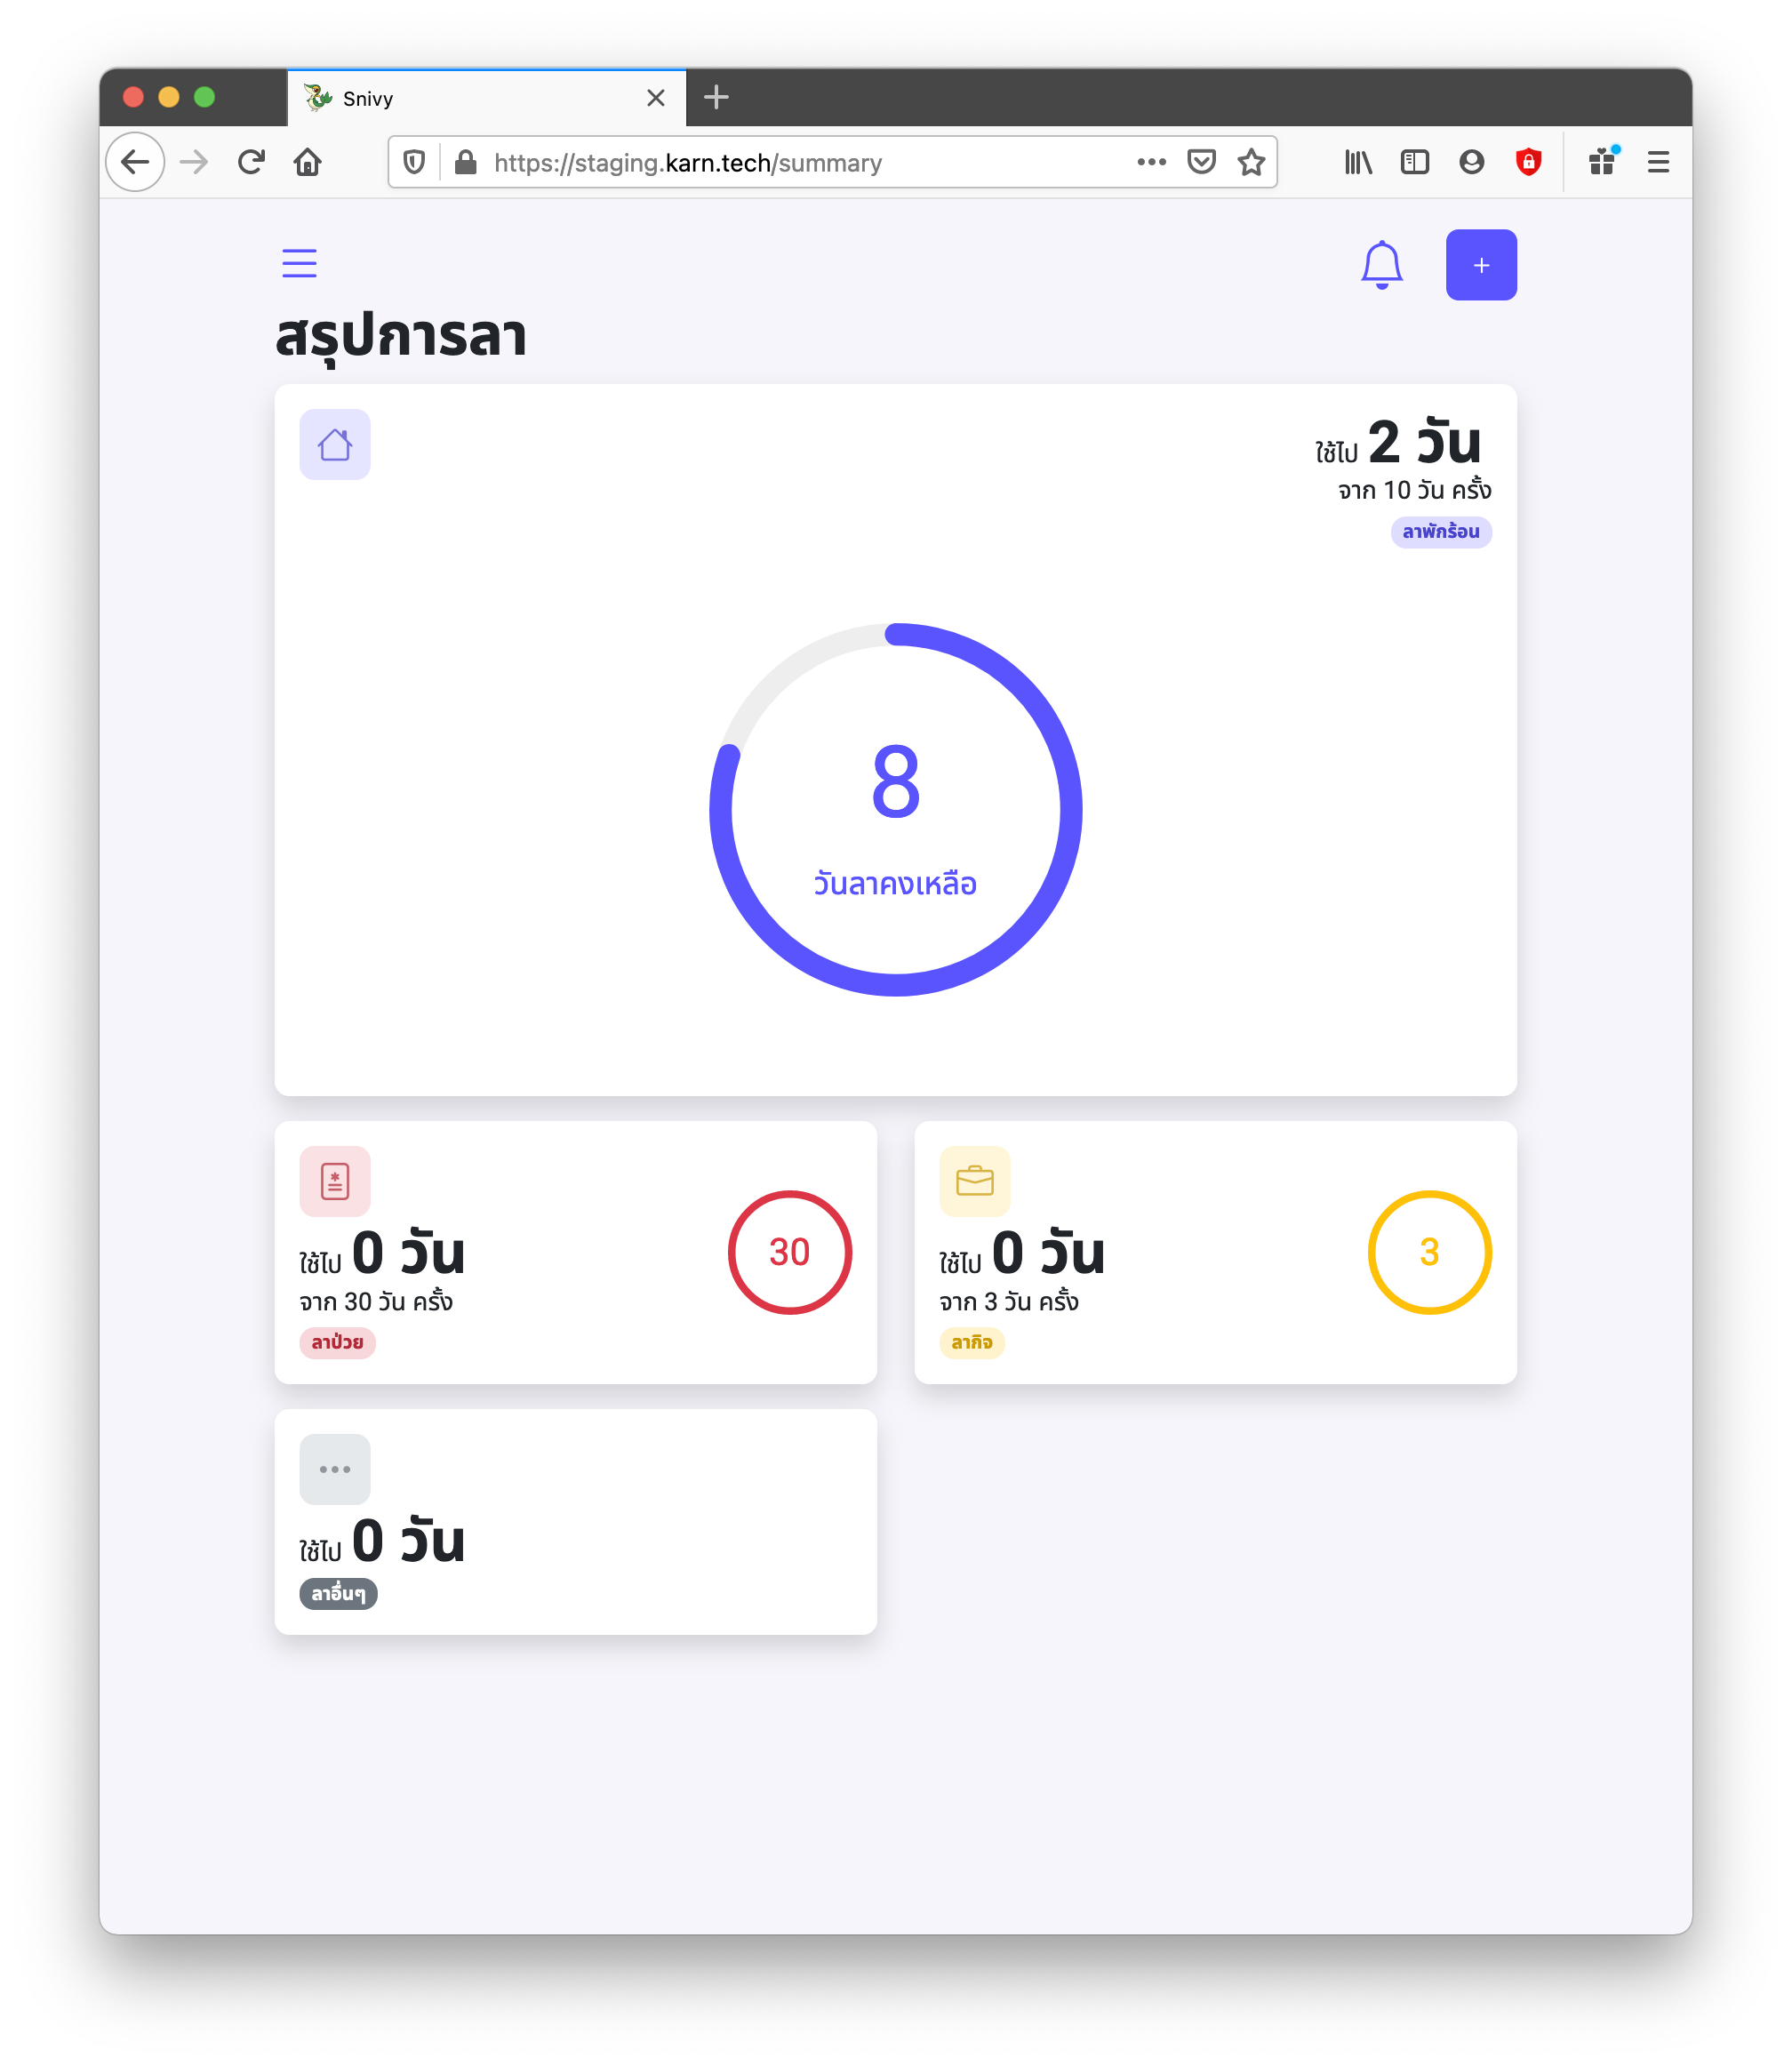 Snivy
https://staging.karn.tech/summary
+
สรุปการลา
ใช้ไป 2 วัน
จาก 10 วัน ครั้ง
ลาพักร้อน
8
วันลาคงเหลือ
ใช้ไป 0 วัน
จาก 30 วัน ครั้ง
ลาป่วย
30
ใช้ไป 0 วัน
จาก 3 วัน ครั้ง
ลากิจ
3
ใช้ไป 0 วัน
ลาอื่นๆ